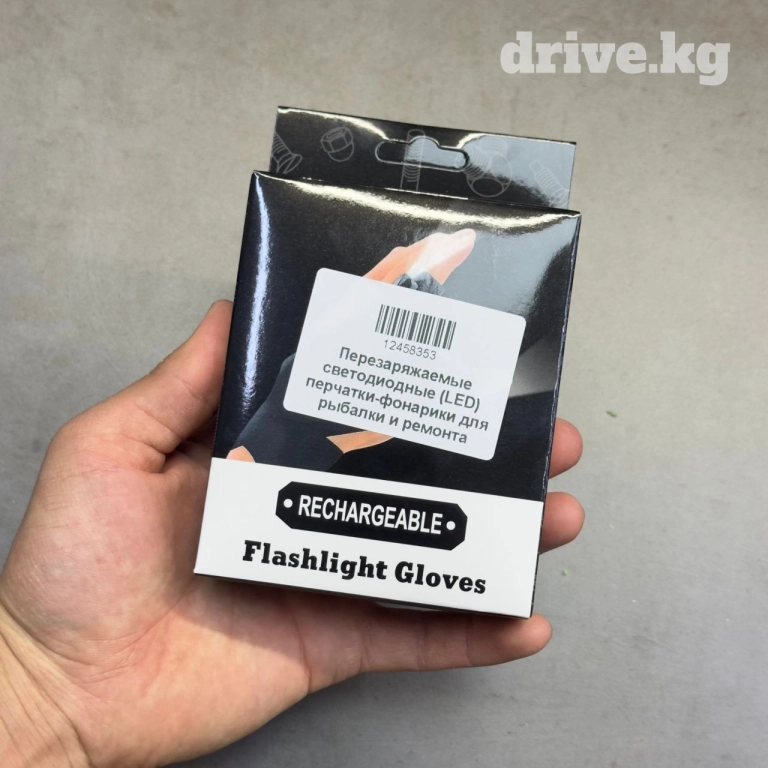 drive.kg
12458353
Перезаряжаемые
светодиодные (LED)
перчатки-фонарики для
рыбалки и ремонта
• RECHARGEABLE •
Flashlight Gloves